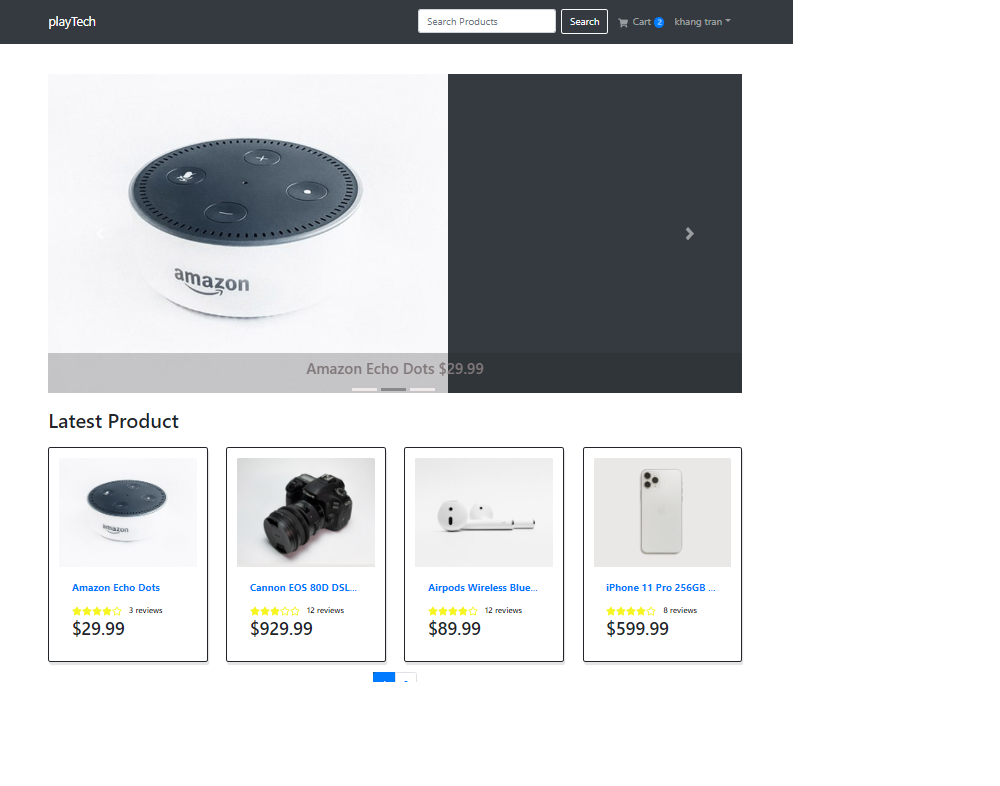 playTech
Search Products
Search
Cart 2
khang tran
amazon
Amazon Echo Dots $29.99
Latest Product
amazon
Amazon Echo Dots
3 reviews
$29.99
Cannon EOS 80D DSL...
12 reviews
$929.99
Airpods Wireless Blue...
12 reviews
$89.99
iPhone 11 Pro 256GB ...
8 reviews
$599.99